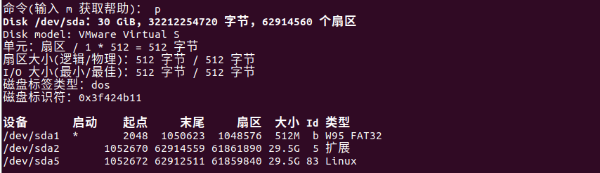 命令(输入 m 获取帮助)： p
Disk /dev/sda：30 GiB，32212254720 字节，62914560 个扇区
Disk model: VMware Virtual S
单元：扇区 / 1 * 512 = 512 字节
扇区大小(逻辑/物理)：512 字节 / 512 字节
I/O 大小(最小/最佳)：512 字节 / 512 字节
磁盘标签类型：dos
磁盘标识符：0x3f424b11
设备 启动 起点 末尾 扇区 大小 Id 类型
/dev/sda1 * 2048 1050623 1048576 512M b W95 FAT32
/dev/sda2 1052670 62914559 61861890 29.5G 5 扩展
/dev/sda5 1052672 62912511 61859840 29.5G 83 Linux